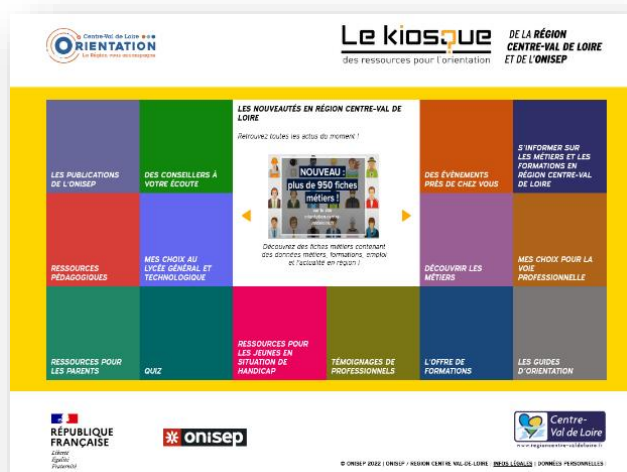 Centre-Val de Loire
ORIENTATION
La Région vous accompagne
Le kiosque
des ressources pour l'orientation
DE LA RÉGION
CENTRE-VAL DE LOIRE
ET DE L'ONISEP
LES PUBLICATIONS
DE L'ONISEP
DES CONSEILLERS À
VOTRE ÉCOUTE
LES NOUVEAUTÉS EN RÉGION CENTRE-VAL DE
LOIRE
Retrouvez toutes les actus du moment !
NOUVEAU :
plus de 950 fiches
métiers !
Découvrez des fiches métiers contenant
des données métiers, formations, emploi
et l'actualité en région !
DES ÉVÈNEMENTS
PRÈS DE CHEZ VOUS
S'INFORMER SUR
LES MÉTIERS ET LES
FORMATIONS EN
RÉGION CENTRE-VAL
DE LOIRE
RESSOURCES
PÉDAGOGIQUES
MES CHOIX AU
LYCÉE GÉNÉRAL ET
TECHNOLOGIQUE
DÉCOUVRIR LES
MÉTIERS
MES CHOIX POUR LA
VOIE
PROFESSIONNELLE
RESSOURCES POUR
LES PARENTS
QUIZ
RESSOURCES POUR
LES JEUNES EN
SITUATION DE
HANDICAP
TÉMOIGNAGES DE
PROFESSIONNELS
L'OFFRE DE
FORMATIONS
LES GUIDES
D'ORIENTATION
RÉPUBLIQUE
FRANÇAISE
Liberté
Égalité
Fraternité
onisep
Centre-
Val de Loire
www.regioncentre-valdeloire.fr
© ONISEP 2022 | ONISEP / REGION CENTRE VAL-DE-LOIRE | INFOS LÉGALES | DONNÉES PERSONNELLES |